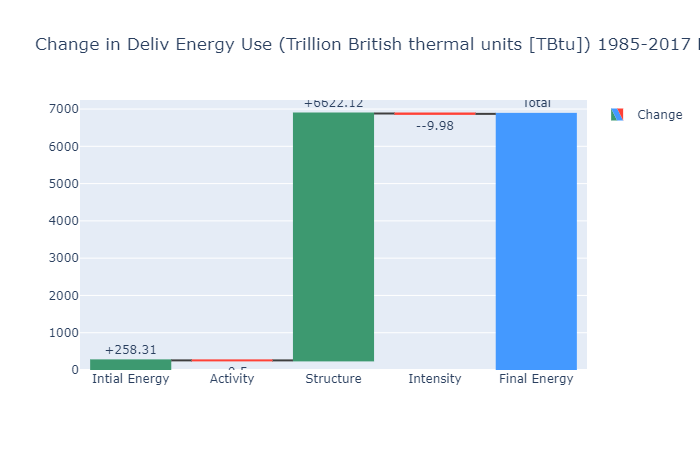 Change in Deliv Energy Use (Trillion British thermal units [TBtu]) 1985-2017
+6622.12
Total
7000
Change
--9.98
6000
5000
4000
3000
2000
1000
+258.31
0
Intial Energy
Activity
Structure
Intensity
Final Energy